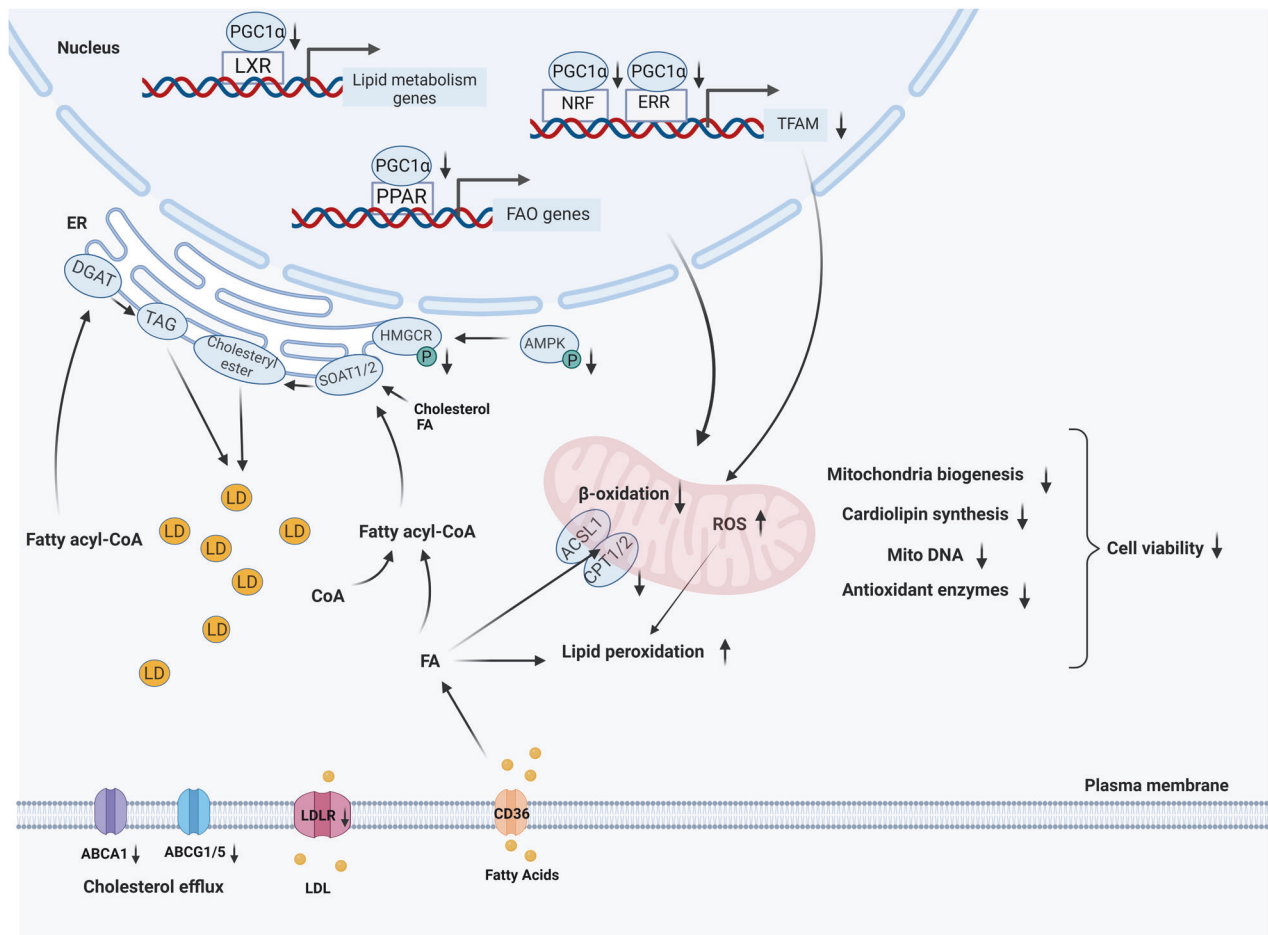 Nucleus
PGC1α
LXR
Lipid metabolism
genes
PGC1α
PGC1α
NRF
ERR
TFAM
PGC1α
PPAR
FAO genes
ER
DGAT
TAG
Cholesteryl
ester
SOAT1/2
HMGCR
P
AMPK
P
Cholesterol
FA
Fatty acyl-CoA
LD
LD
LD
LD
LD
LD
LD
Fatty acyl-CoA
CoA
FA
β-oxidation
ACSL1
CPT1/2
ROS
Lipid peroxidation
Mitochondria biogenesis
Cardiolipin synthesis
Mito DNA
Antioxidant enzymes
Cell viability
Plasma membrane
ABCA1
ABCG1/5
Cholesterol efflux
LDLR
LDL
CD36
Fatty Acids